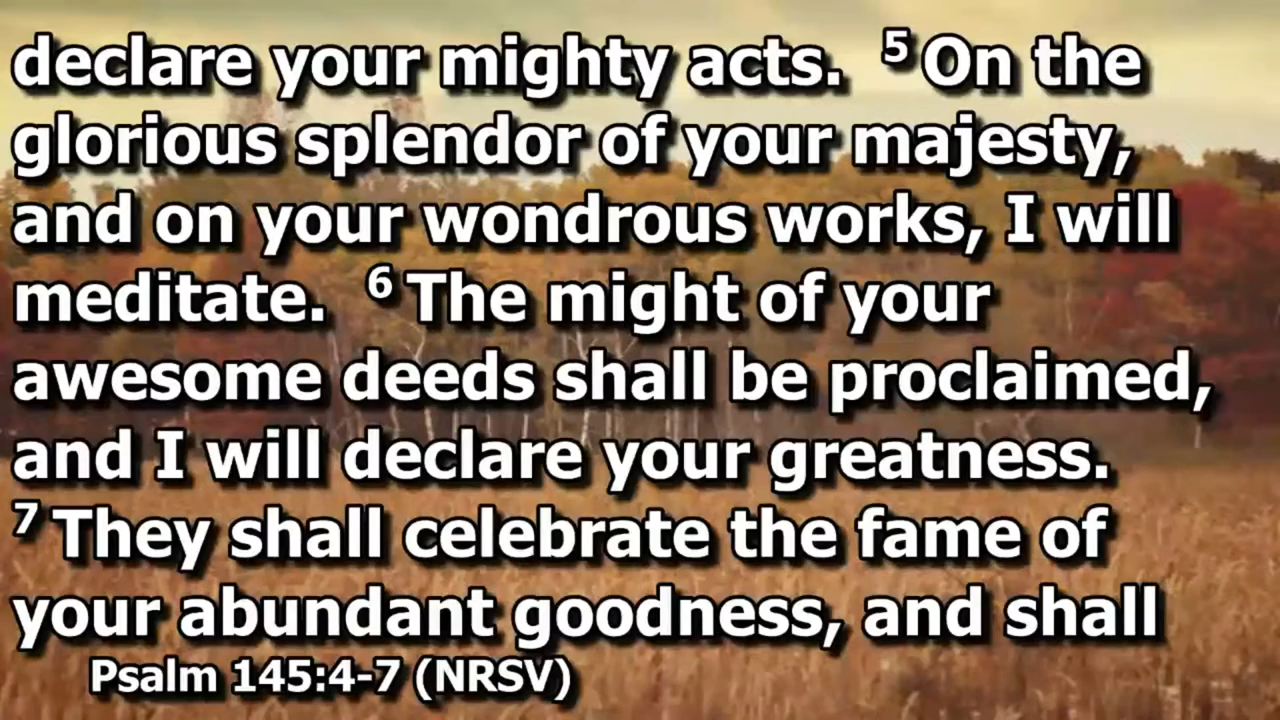 declare your mighty acts. ⁵ On the
glorious splendor of your majesty,
and on your wondrous works, I will
meditate. ⁶ The might of your
awesome deeds shall be proclaimed,
and I will declare your greatness.
⁷ They shall celebrate the fame of
your abundant goodness, and shall
Psalm 145:4-7 (NRSV)